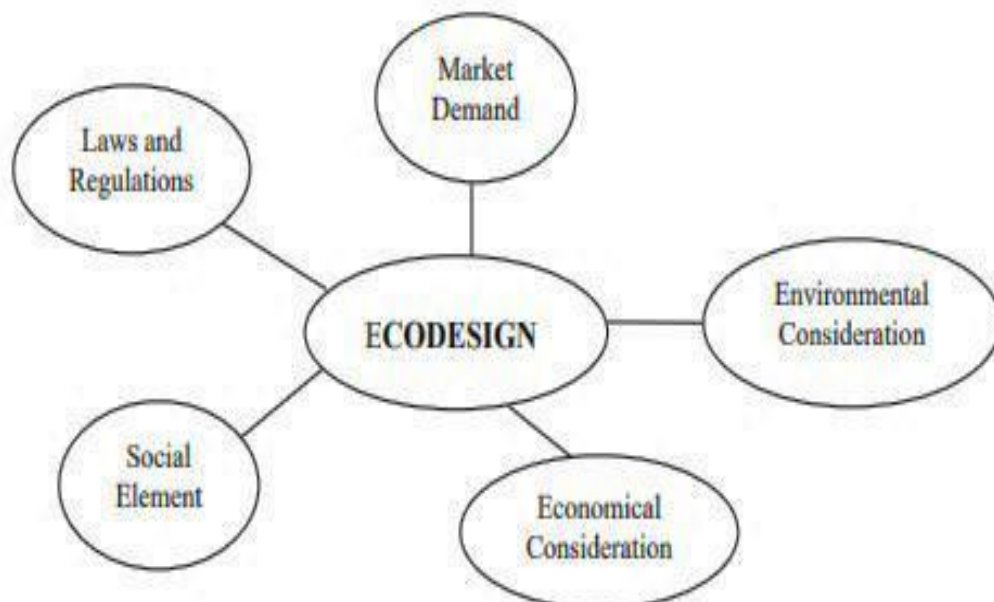 Market
Demand
Laws and
Regulations
Environmental
Consideration
ECODESIGN
Social
Element
Economical
Consideration